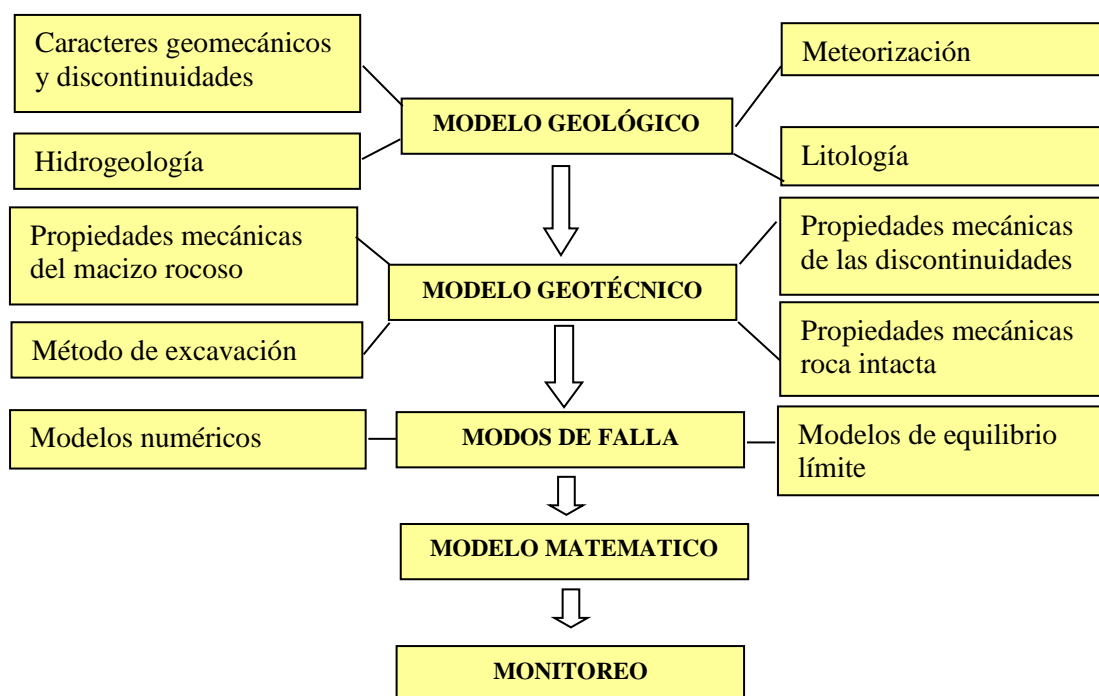 Caracteres geomecánicos
y discontinuidades
Meteorización
MODELO GEOLÓGICO
Hidrogeología
Litología
Propiedades mecánicas
del macizo rocoso
Propiedades mecánicas
de las discontinuidades
MODELO GEOTÉCNICO
Método de excavación
Propiedades mecánicas
roca intacta
Modelos numéricos
MODOS DE FALLA
Modelos de equilibrio
límite
MODELO MATEMATICO
MONITOREO